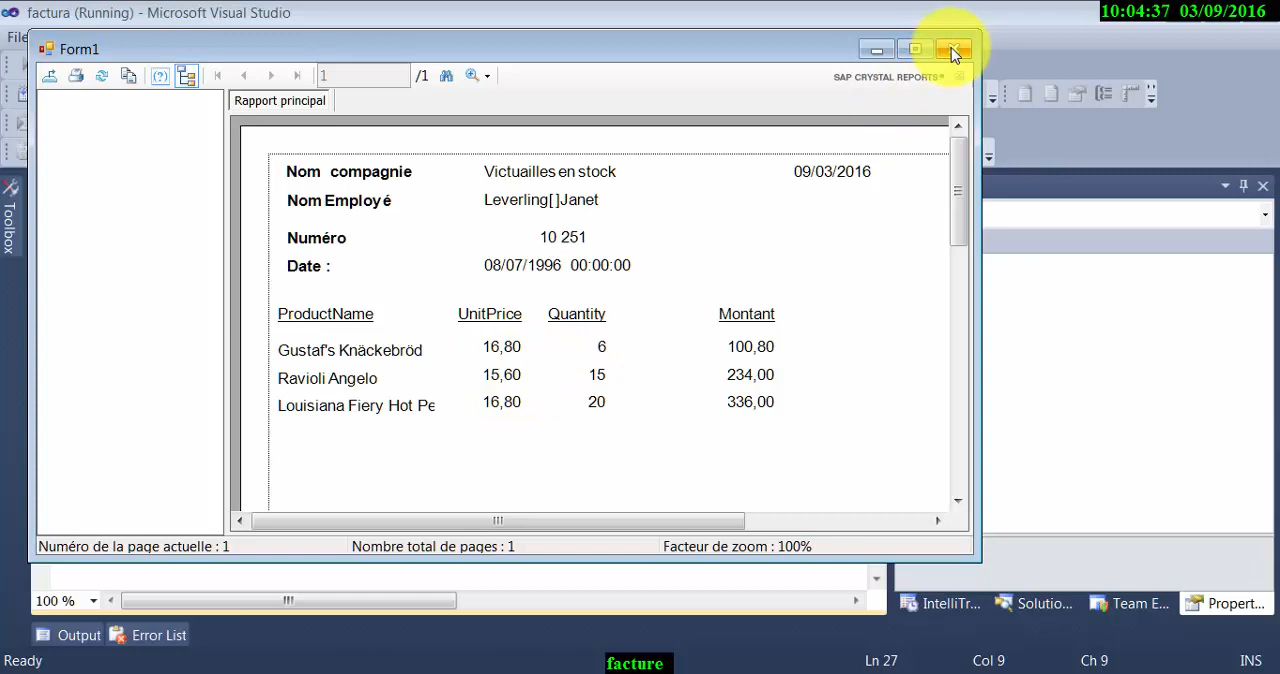 factura (Running) - Microsoft Visual Studio
10:04:37 03/09/2016
File
Form1
1 /1
SAP CRYSTAL REPORTS®
Rapport principal
Nom compagnie Victuailles en stock 09/03/2016
Nom Employé Leverling[]Janet
Numéro 10 251
Date : 08/07/1996 00:00:00
ProductName UnitPrice Quantity Montant
Gustaf's Knäckebröd 16,80 6 100,80
Ravioli Angelo 15,60 15 234,00
Louisiana Fiery Hot Pe 16,80 20 336,00
Toolbox
Numéro de la page actuelle : 1 Nombre total de pages : 1 Facteur de zoom : 100%
100 %
IntelliTr... Solutio... Team E... Propert...
Output Error List
Ready facture Ln 27 Col 9 Ch 9 INS